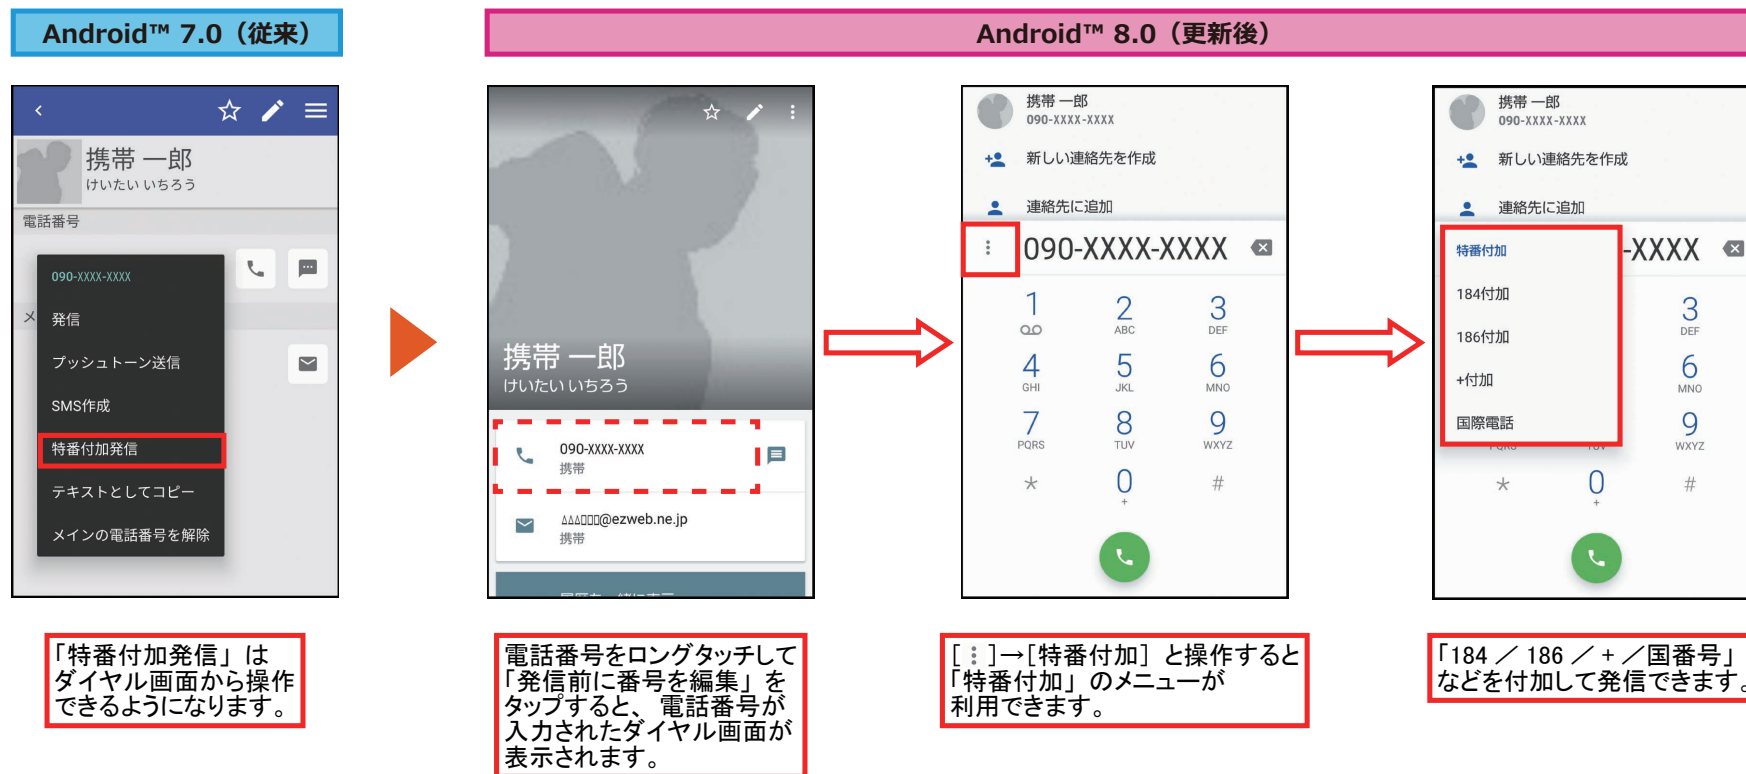 Android™ 7.0（従来）
Android™ 8.0（更新後）
携帯 一郎
けいたい いちろう
電話番号
メ
090-XXXX-XXXX
発信
プッシュトーン送信
SMS作成
特番付加発信
テキストとしてコピー
メインの電話番号を解除
「特番付加発信」は
ダイヤル画面から操作
できるようになります。
携帯 一郎
けいたい いちろう
090-XXXX-XXXX
携帯
△△△□□□@ezweb.ne.jp
携帯
電話番号をロングタッチして
「発信前に番号を編集」を
タップすると、電話番号が
入力されたダイヤル画面が
表示されます。
携帯 一郎
090-XXXX-XXXX
新しい連絡先を作成
連絡先に追加
090-XXXX-XXXX
1 2 3
ABC DEF
4 5 6
GHI JKL MNO
7 8 9
PQRS TUV WXYZ
* 0 #
+
[⋮]→[特番付加] と操作すると
「特番付加」のメニューが
利用できます。
携帯 一郎
090-XXXX-XXXX
新しい連絡先を作成
連絡先に追加
-XXXX
特番付加
184付加
186付加
+付加
国際電話
3
DEF
6
MNO
9
WXYZ
* 0 #
+
「184／186／+／国番号」
などを付加して発信できます。